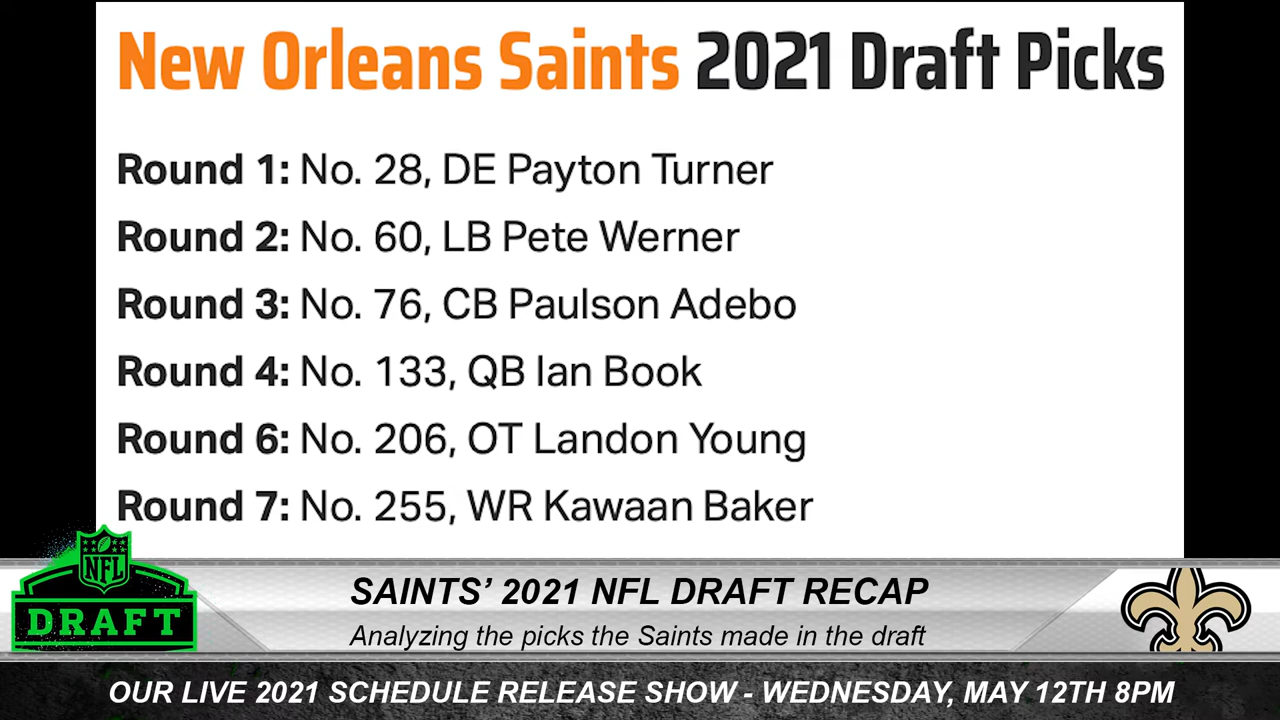 New Orleans Saints 2021 Draft Picks
Round 1: No. 28, DE Payton Turner
Round 2: No. 60, LB Pete Werner
Round 3: No. 76, CB Paulson Adebo
Round 4: No. 133, QB Ian Book
Round 6: No. 206, OT Landon Young
Round 7: No. 255, WR Kawaan Baker
NFL
DRAFT
SAINTS’ 2021 NFL DRAFT RECAP
Analyzing the picks the Saints made in the draft
OUR LIVE 2021 SCHEDULE RELEASE SHOW - WEDNESDAY, MAY 12TH 8PM